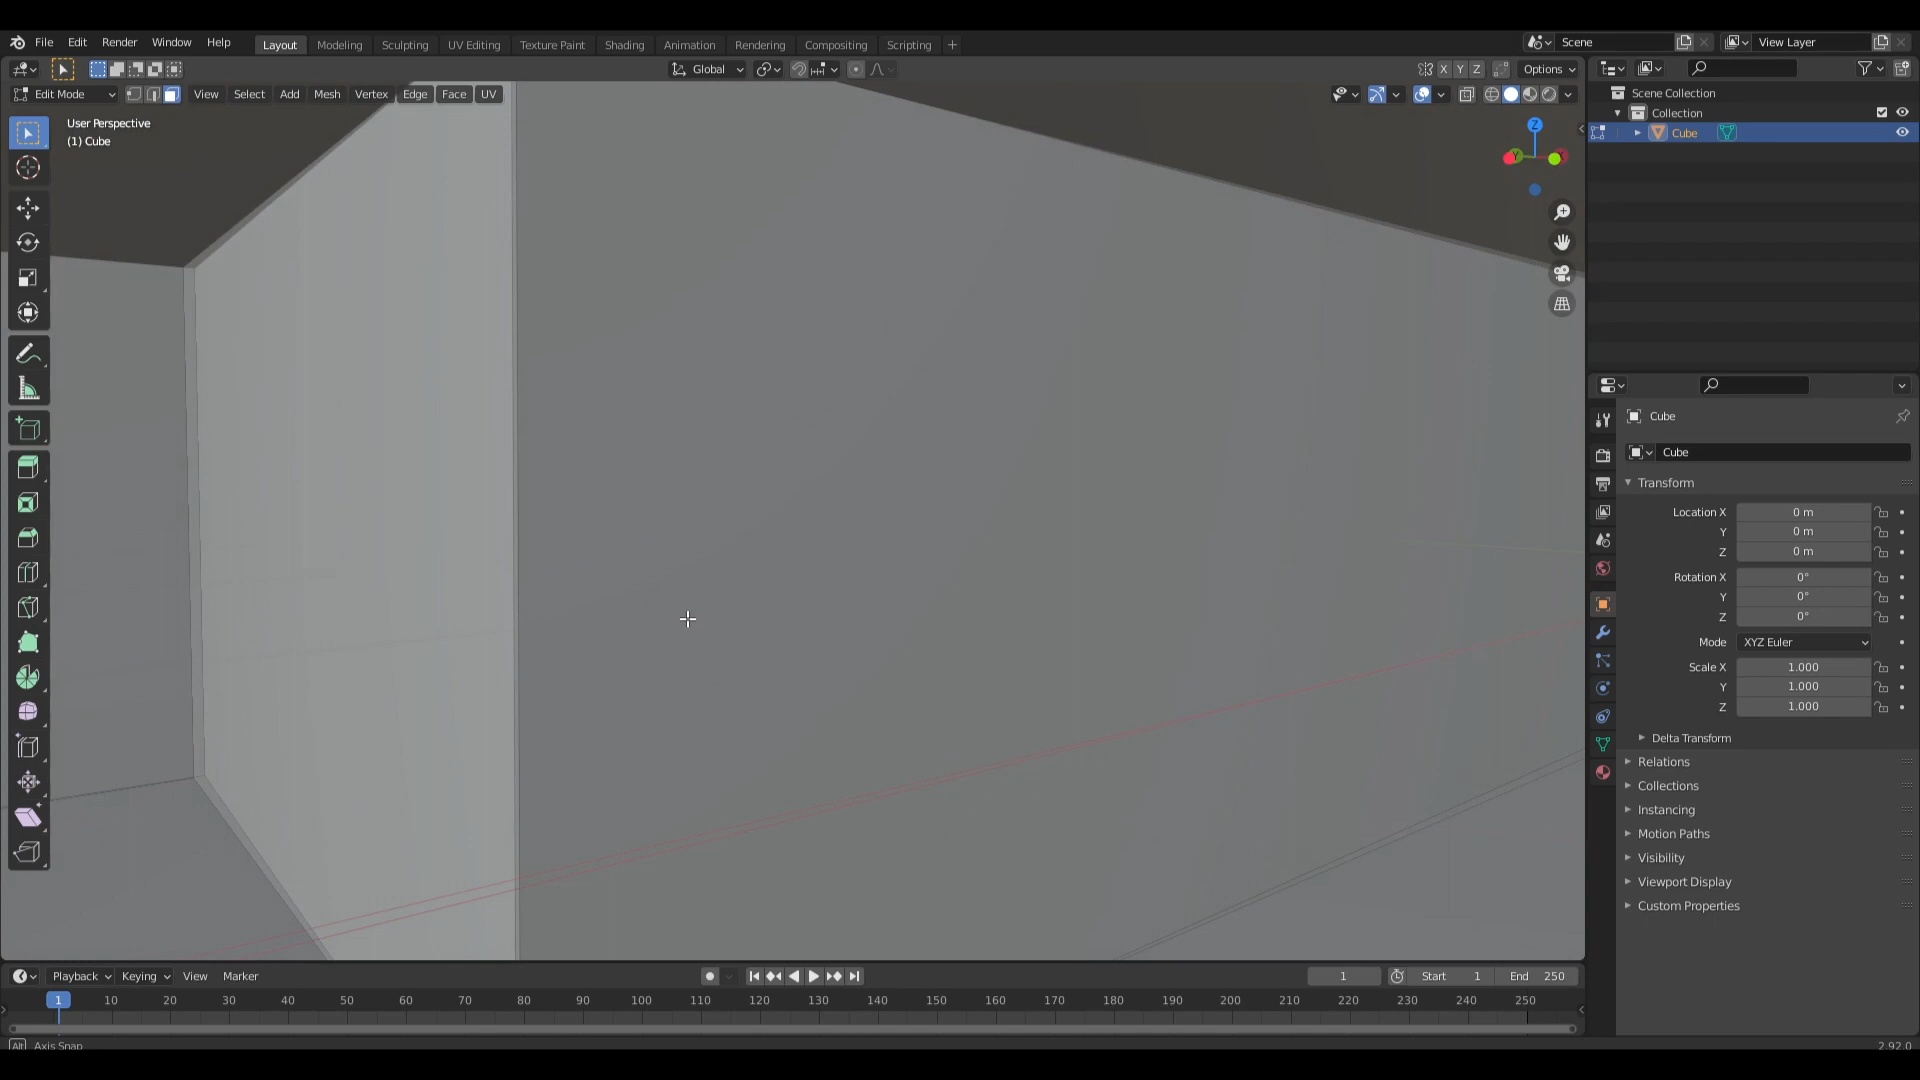 File Edit Render Window Help Layout Modeling Sculpting UV Editing Texture Paint Shading Animation Rendering Compositing Scripting + Scene View Layer
Global X Y Z Options
Edit Mode View Select Add Mesh Vertex Edge Face UV
User Perspective
(1) Cube
Z
Y
Scene Collection
Collection
Cube
Cube
Cube
Transform
Location X 0 m
Y 0 m
Z 0 m
Rotation X 0°
Y 0°
Z 0°
Mode XYZ Euler
Scale X 1.000
Y 1.000
Z 1.000
Delta Transform
Relations
Collections
Instancing
Motion Paths
Visibility
Viewport Display
Custom Properties
Playback Keying View Marker 1 Start 1 End 250
1 10 20 30 40 50 60 70 80 90 100 110 120 130 140 150 160 170 180 190 200 210 220 230 240 250
Alt Axis Snap 2.92.0